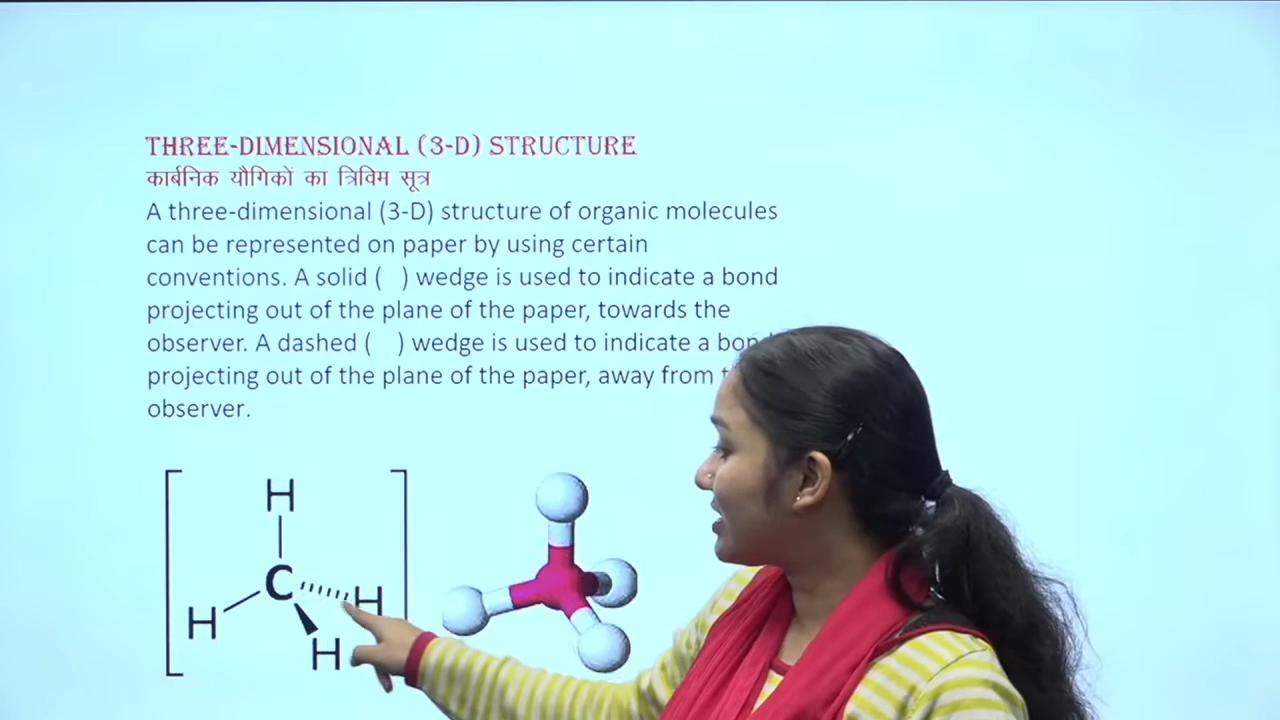 THREE-DIMENSIONAL (3-D) STRUCTURE
कार्बनिक यौगिकों का त्रिविम सूत्र
A three-dimensional (3-D) structure of organic molecules
can be represented on paper by using certain
conventions. A solid ( ) wedge is used to indicate a bond
projecting out of the plane of the paper, towards the
observer. A dashed ( ) wedge is used to indicate a
projecting out of the plane of the paper, away from
observer.
H
C
H
H
H